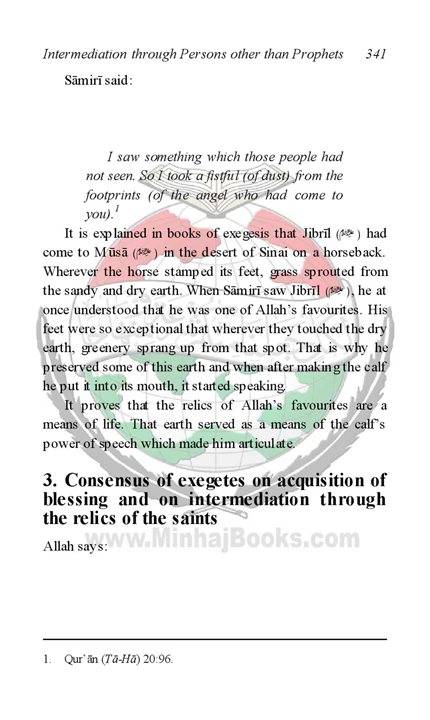 Intermediation through Persons other than Prophets 341
Sāmirī said:
I saw something which those people had
not seen. So I took a fistful (of dust) from the
footprints (of the angel who had come to
you).1
It is explained in books of exegesis that Jibrīl () had
come to Mūsā () in the desert of Sinai on a horseback.
Wherever the horse stamped its feet, grass sprouted from
the sandy and dry earth. When Sāmirī saw Jibrīl (), he at
once understood that he was one of Allah's favourites. His
feet were so exceptional that wherever they touched the dry
earth, greenery sprang up from that spot. That is why he
preserved some of this earth and when after making the calf
he put it into its mouth, it started speaking.
It proves that the relics of Allah's favourites are a
means of life. That earth served as a means of the calf's
power of speech which made him articulate.
3. Consensus of exegetes on acquisition of
blessing and on intermediation through
the relics of the saints
www.MinhajBooks.com
Allah says:
1. Qur'ān (Tā-Hā) 20:96.